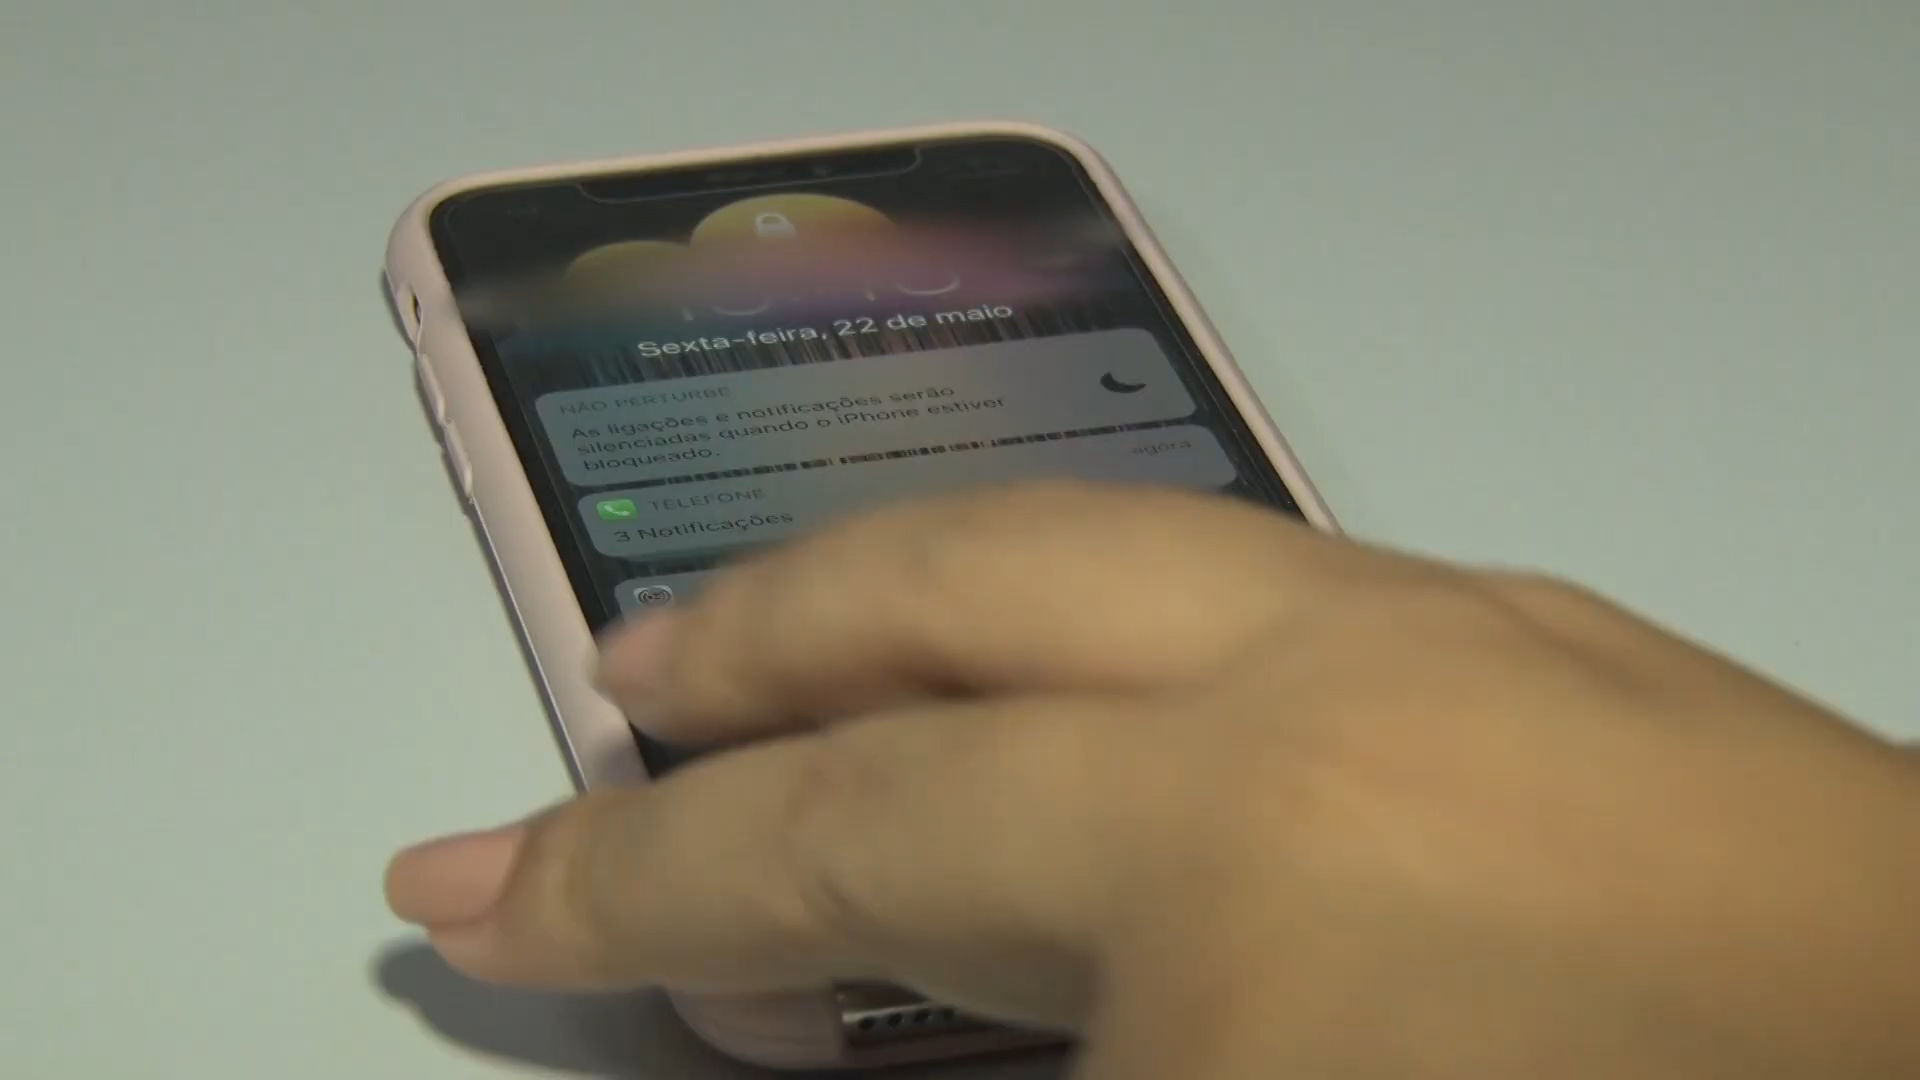 Sexta-feira, 22 de maio
NÃO PERTURBE
As ligações e notificações serão
silenciadas quando o iPhone estiver
bloqueado.
TELEFONE
agora
3 Notificações